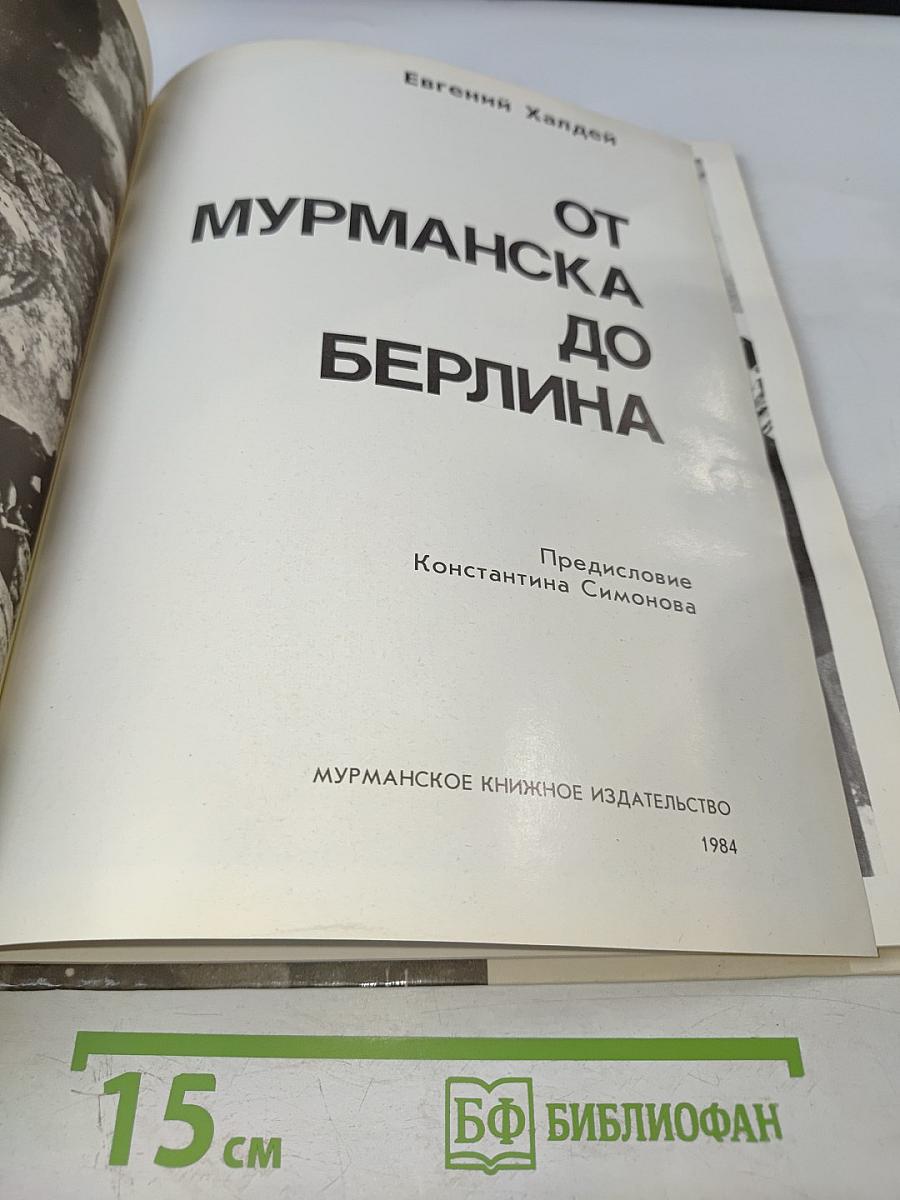 Евгений Халдей
ОТ
МУРМАНСКА
ДО
БЕРЛИНА
Предисловие
Константина Симонова
МУРМАНСКОЕ КНИЖНОЕ ИЗДАТЕЛЬСТВО
1984
15 см
БФ БИБЛИОФАН